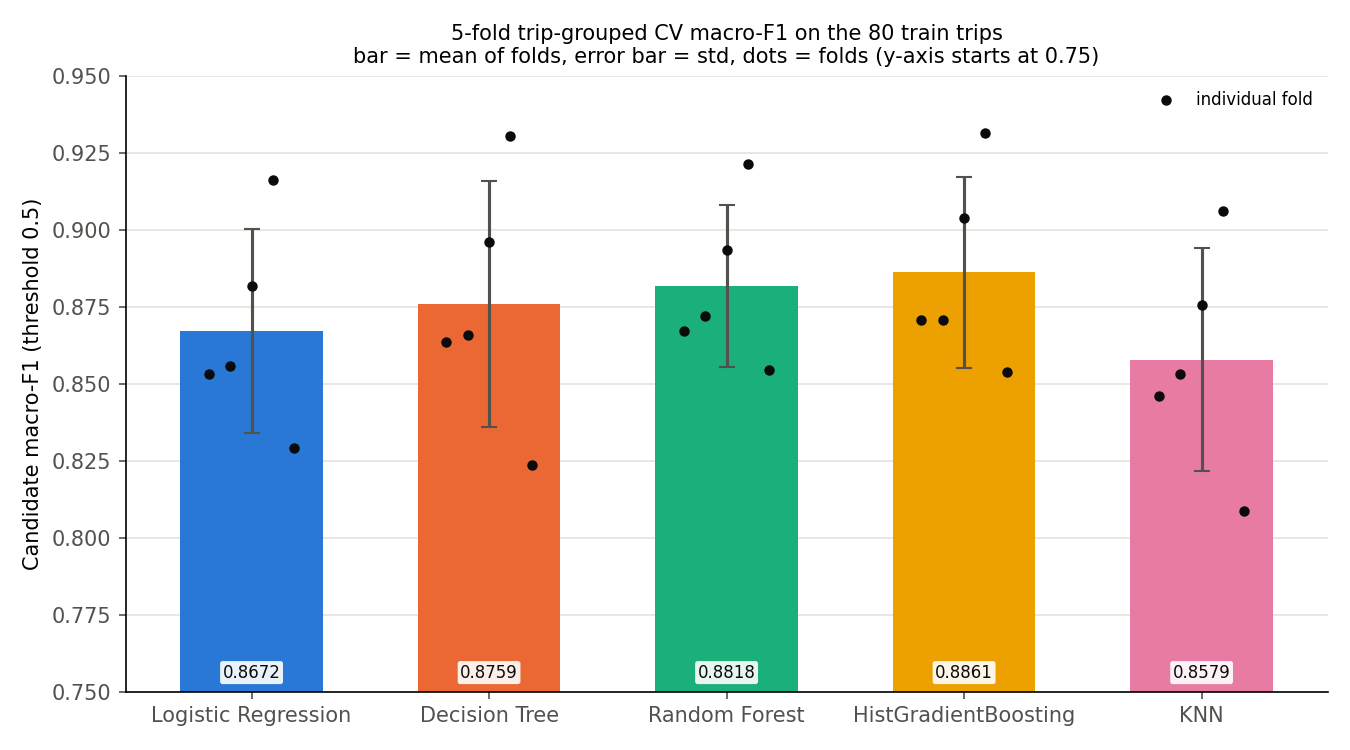 5-fold trip-grouped CV macro-F1 on the 80 train trips
bar = mean of folds, error bar = std, dots = folds (y-axis starts at 0.75)
individual fold
Candidate macro-F1 (threshold 0.5)
0.950
0.925
0.900
0.875
0.850
0.825
0.800
0.775
0.750
0.8672
0.8759
0.8818
0.8861
0.8579
Logistic Regression
Decision Tree
Random Forest
HistGradientBoosting
KNN